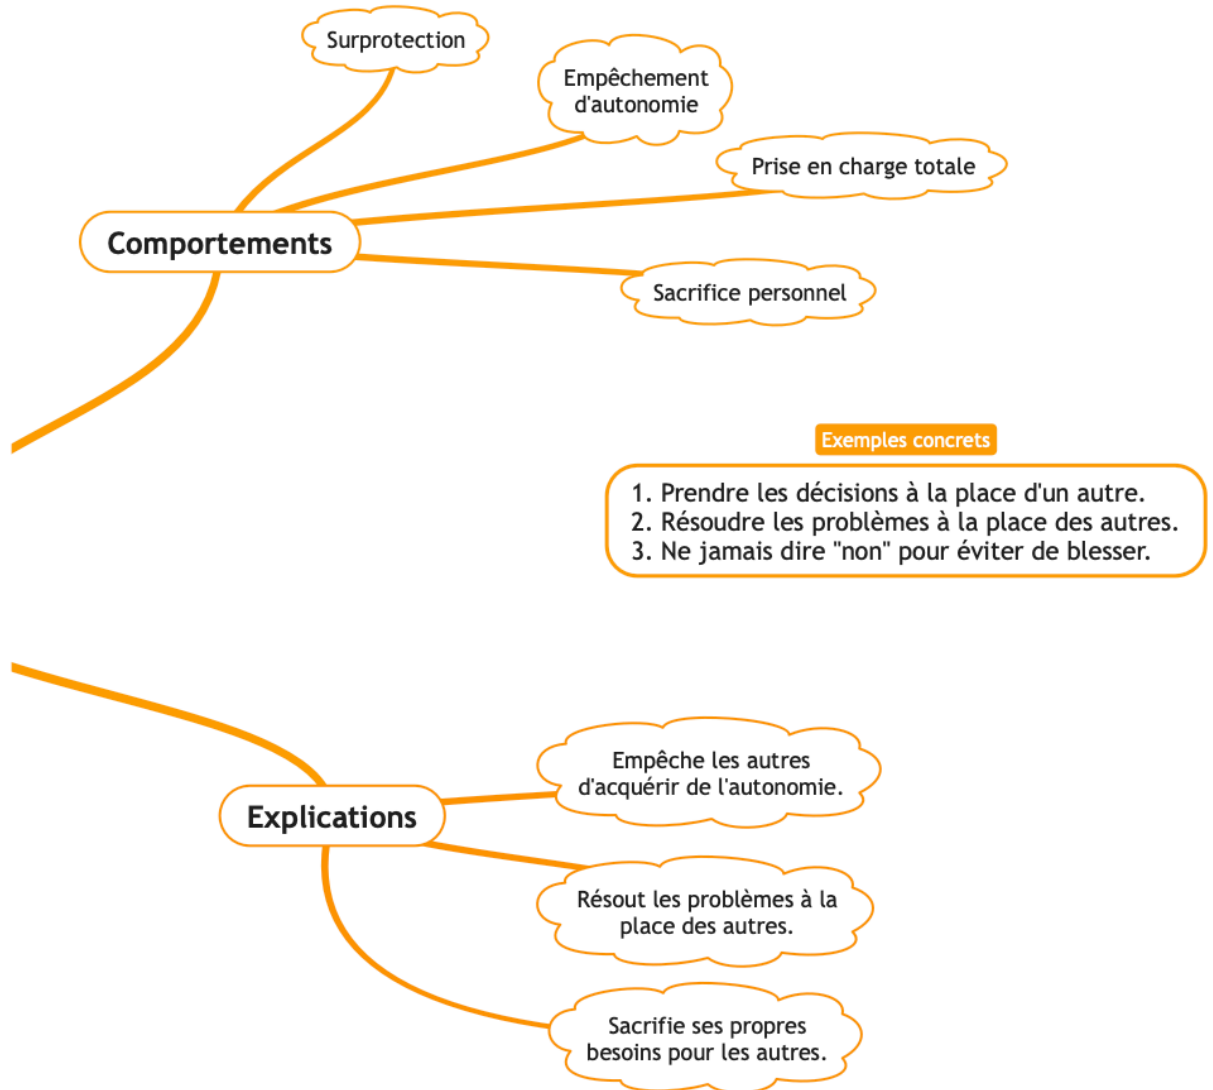 Surprotection
Empêchement
d'autonomie
Prise en charge totale
Comportements
Sacrifice personnel
Exemples concrets
1. Prendre les décisions à la place d'un autre.
2. Résoudre les problèmes à la place des autres.
3. Ne jamais dire "non" pour éviter de blesser.
Empêche les autres
d'acquérir de l'autonomie.
Explications
Résout les problèmes à la
place des autres.
Sacrifie ses propres
besoins pour les autres.